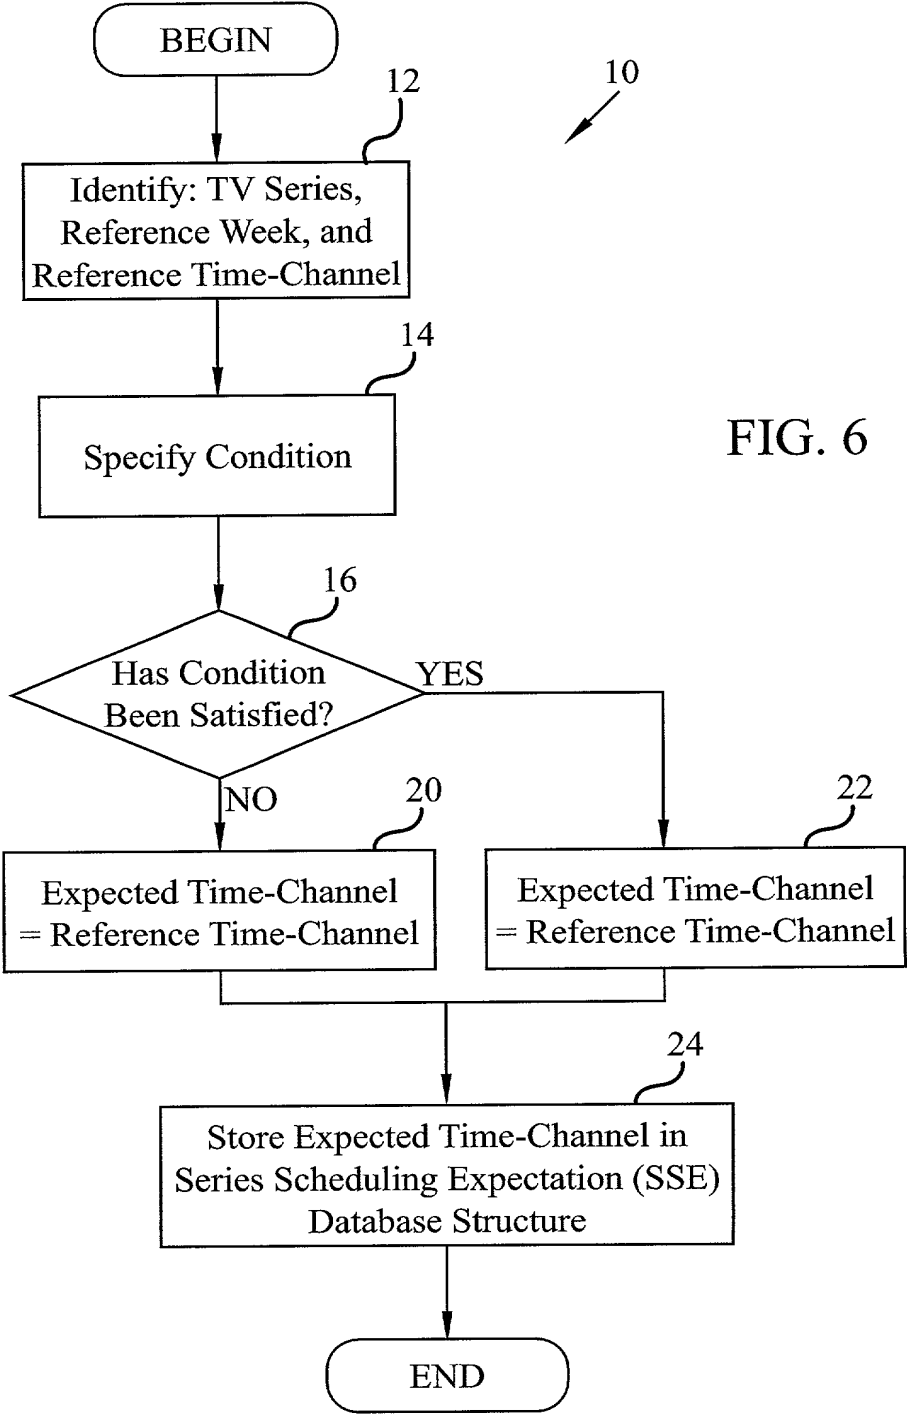 BEGIN
10
12
Identify: TV Series,
Reference Week, and
Reference Time-Channel
14
Specify Condition
FIG. 6
16
Has Condition
Been Satisfied?
YES
NO
20
Expected Time-Channel
= Reference Time-Channel
22
Expected Time-Channel
= Reference Time-Channel
24
Store Expected Time-Channel in
Series Scheduling Expectation (SSE)
Database Structure
END